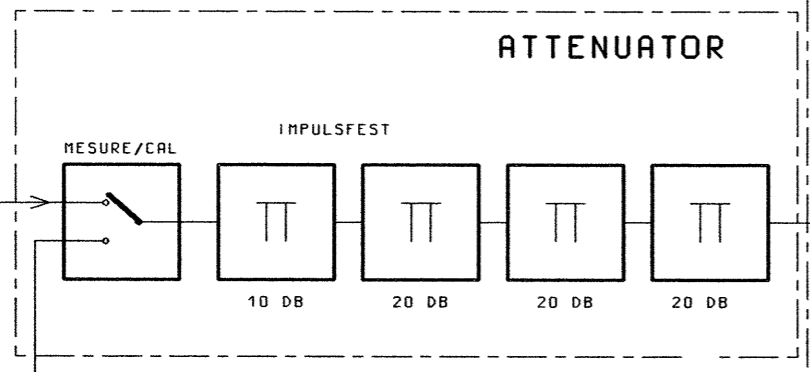 ATTENUATOR
IMPULSFEST
MESURE/CAL
10 DB
20 DB
20 DB
20 DB